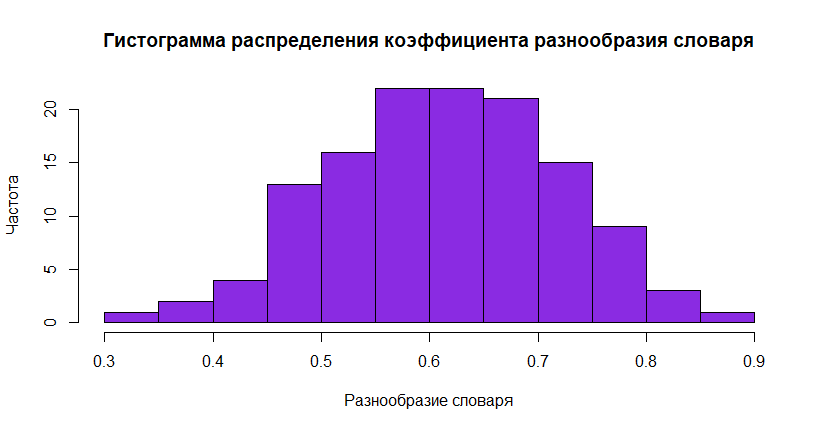 Гистограмма распределения коэффициента разнообразия словаря
Частота
20
15
10
5
0
0.3 0.4 0.5 0.6 0.7 0.8 0.9
Разнообразие словаря